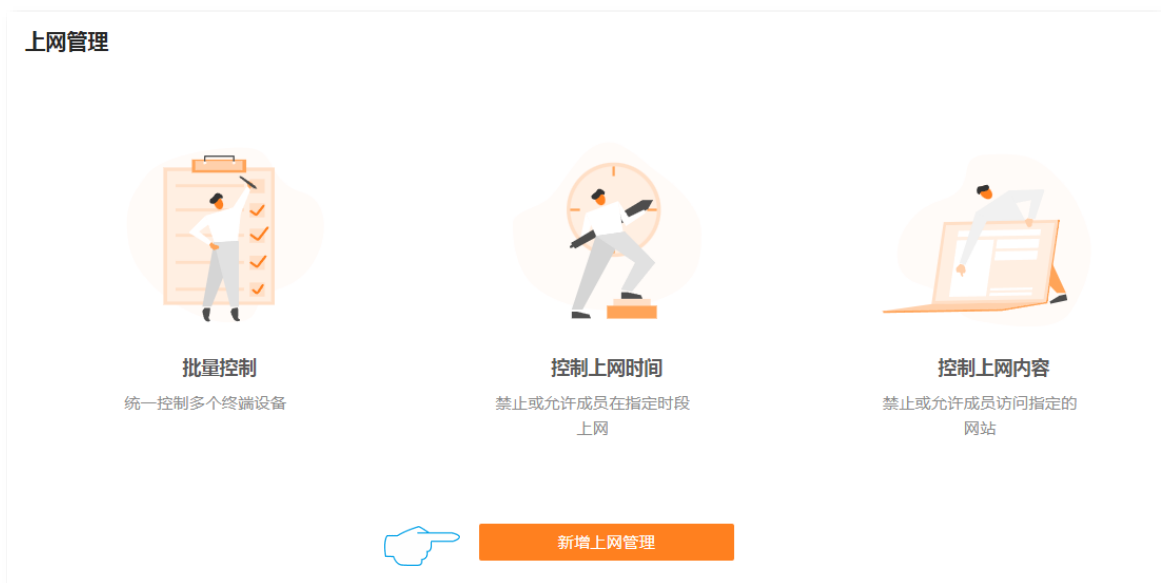 上网管理
批量控制
统一控制多个终端设备
控制上网时间
禁止或允许成员在指定时段
上网
控制上网内容
禁止或允许成员访问指定的
网站
新增上网管理